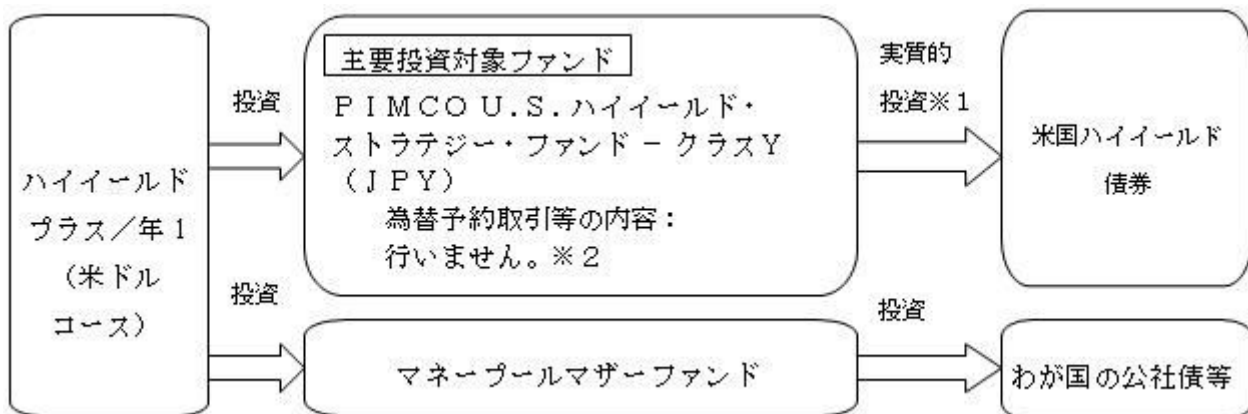 ハイイールド
プラス／年１
（米ドル
コース）
投資
投資
主要投資対象ファンド
ＰＩＭＣＯ Ｕ.Ｓ.ハイイールド・
ストラテジー・ファンド － クラスＹ
（ＪＰＹ）
為替予約取引等の内容：
行いません。※２
マネープールマザーファンド
実質的
投資※１
投資
米国ハイイールド
債券
わが国の公社債等